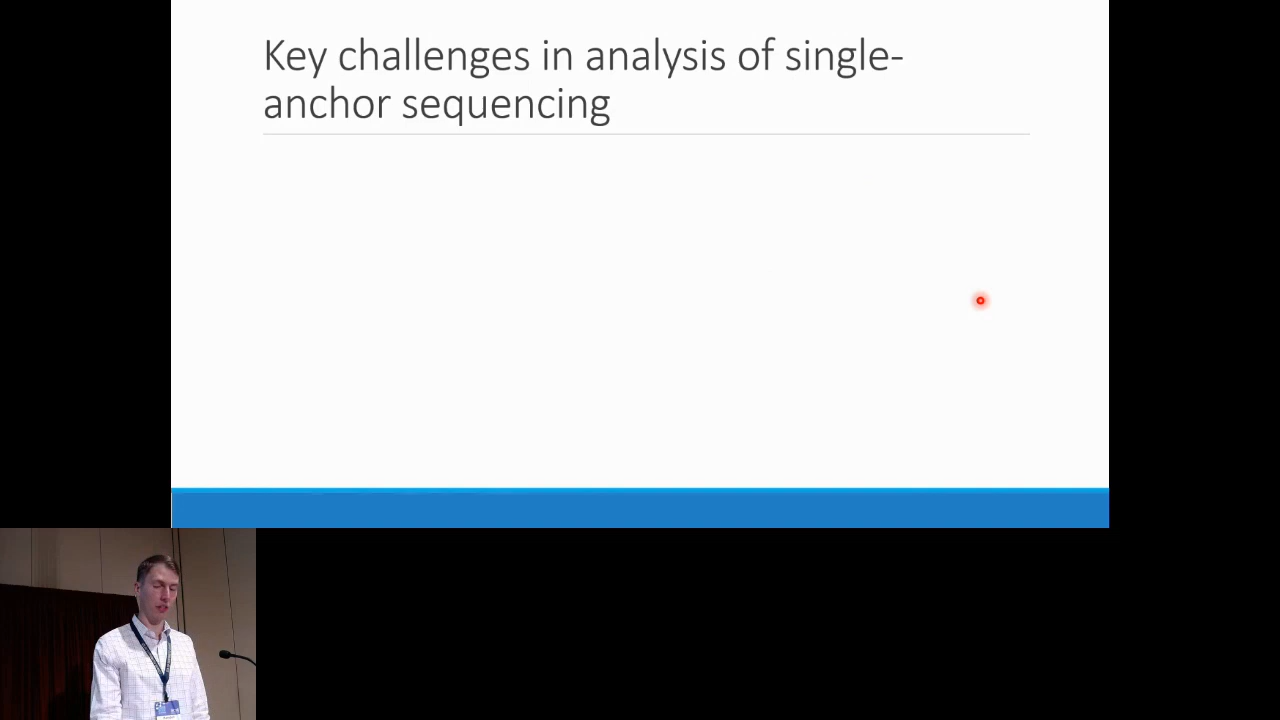 Key challenges in analysis of single-
anchor sequencing